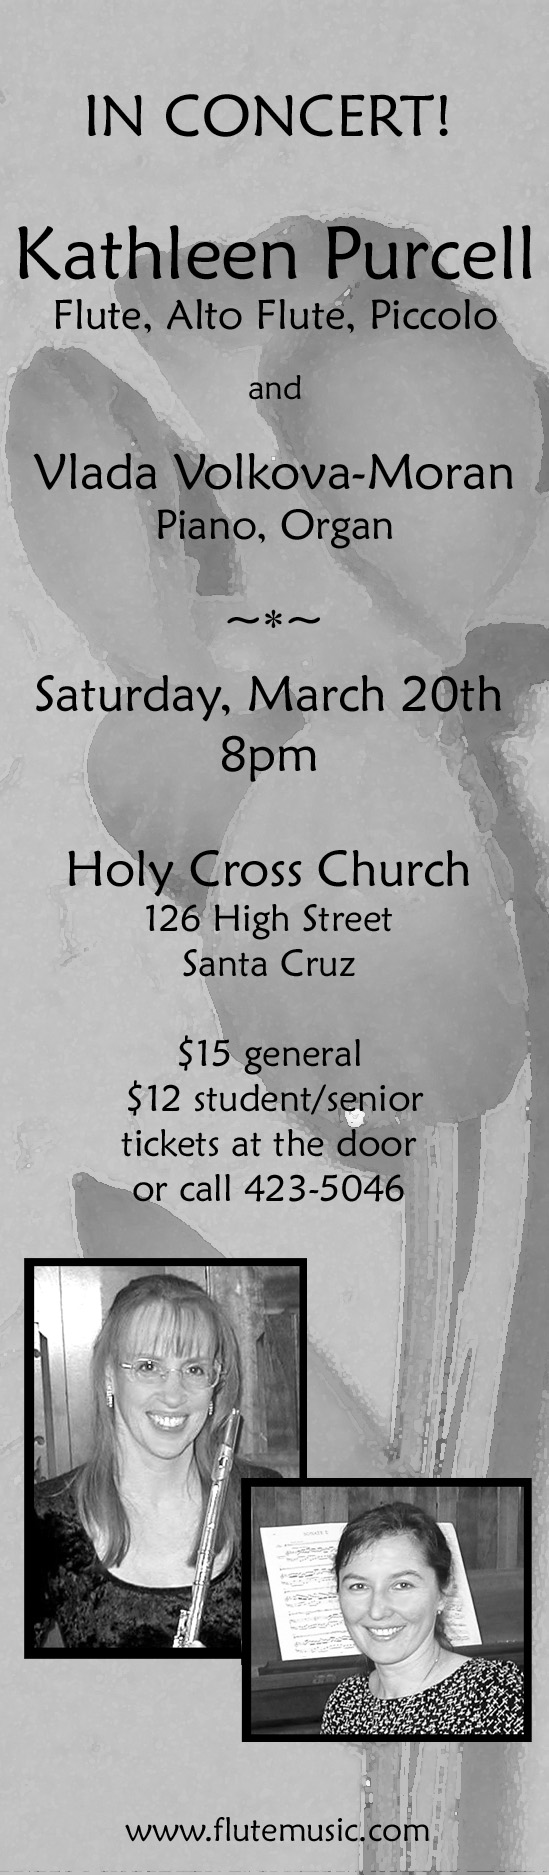 IN CONCERT!
Kathleen Purcell
Flute, Alto Flute, Piccolo
and
Vlada Volkova-Moran
Piano, Organ
~*~
Saturday, March 20th
8pm
Holy Cross Church
126 High Street
Santa Cruz
$15 general
$12 student/senior
tickets at the door
or call 423-5046
www.flutemusic.com